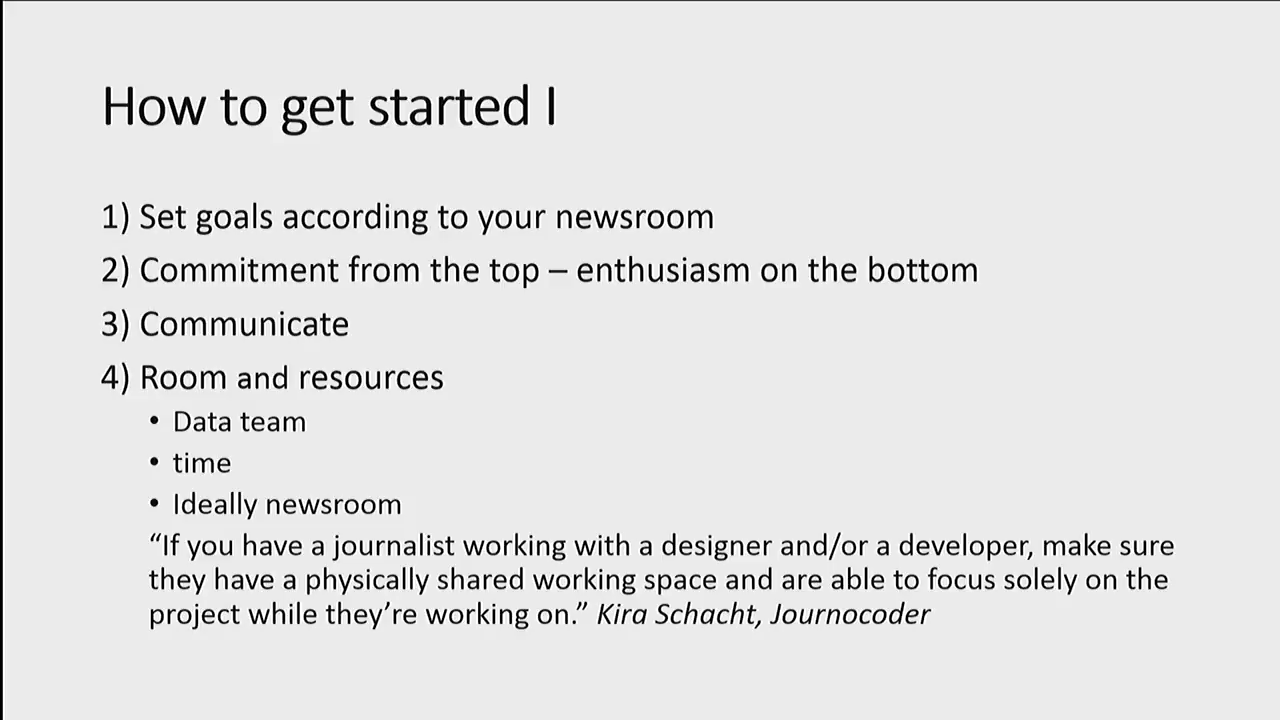 How to get started I
1) Set goals according to your newsroom
2) Commitment from the top – enthusiasm on the bottom
3) Communicate
4) Room and resources
• Data team
• time
• Ideally newsroom
“If you have a journalist working with a designer and/or a developer, make sure
they have a physically shared working space and are able to focus solely on the
project while they’re working on.” Kira Schacht, Journocoder